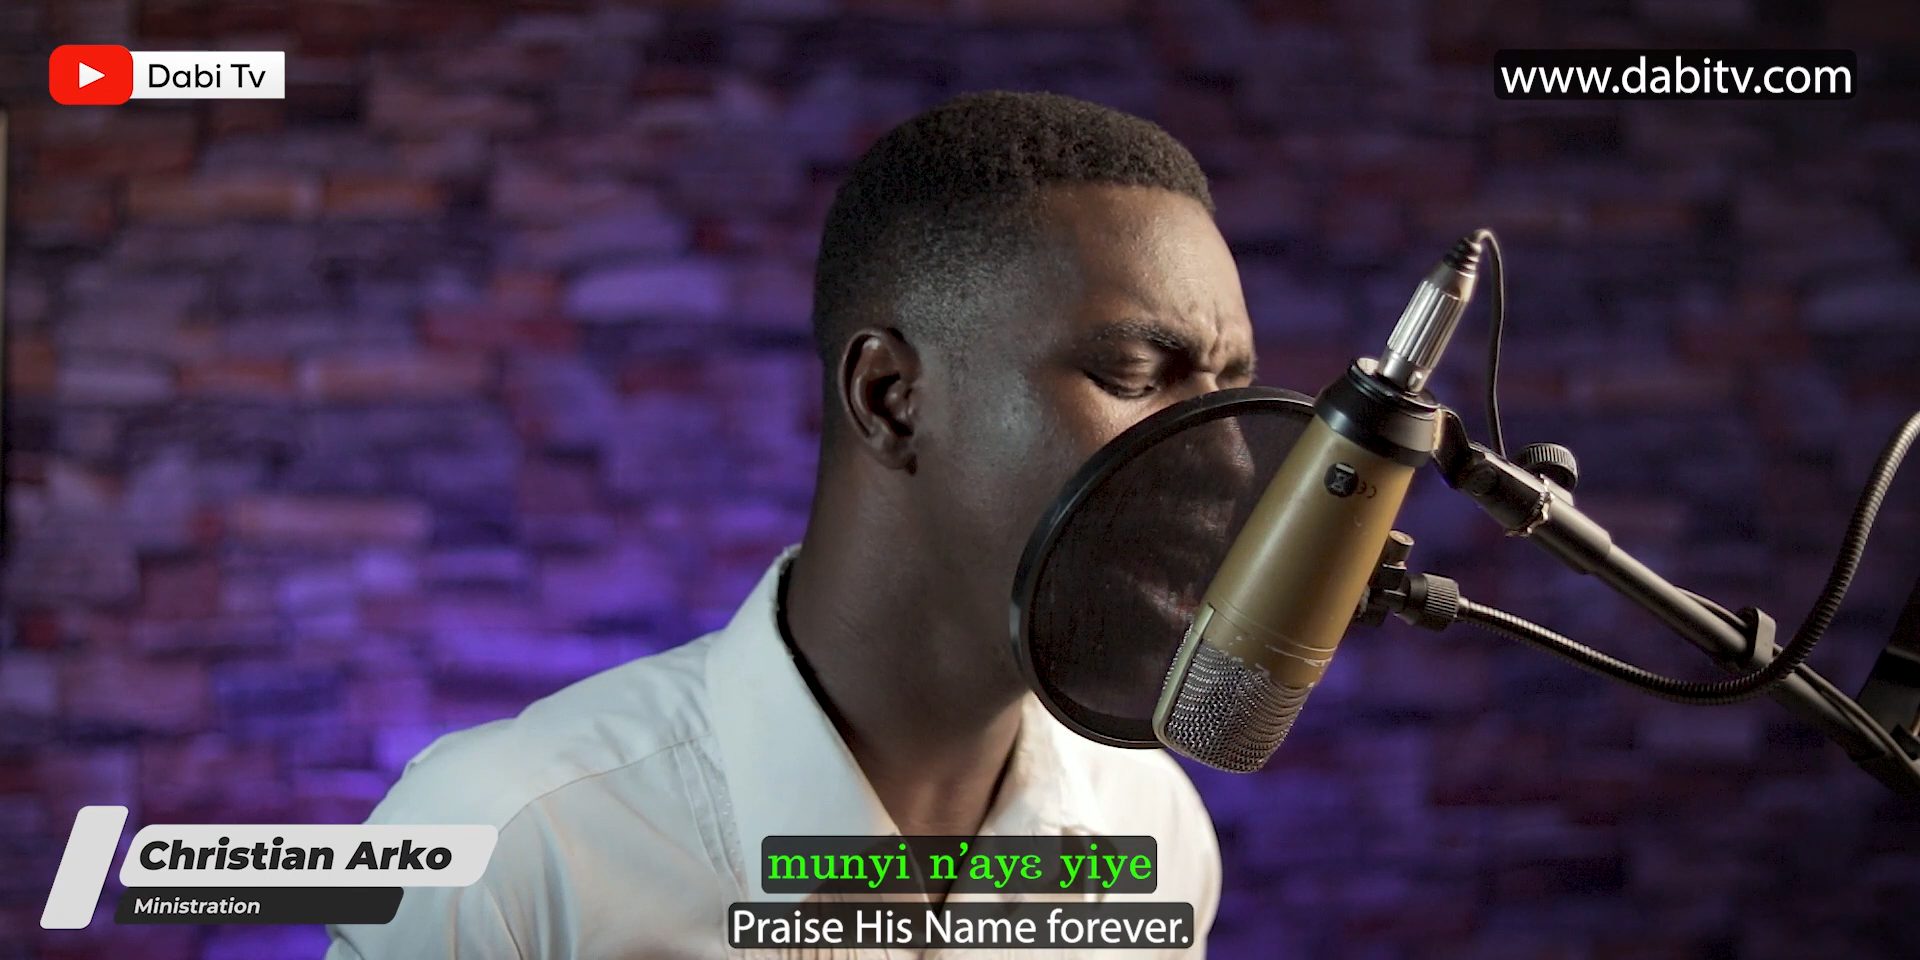 Dabi Tv
www.dabitv.com
Christian Arko
Ministration
munyi n’ayɛ yiye
Praise His Name forever.